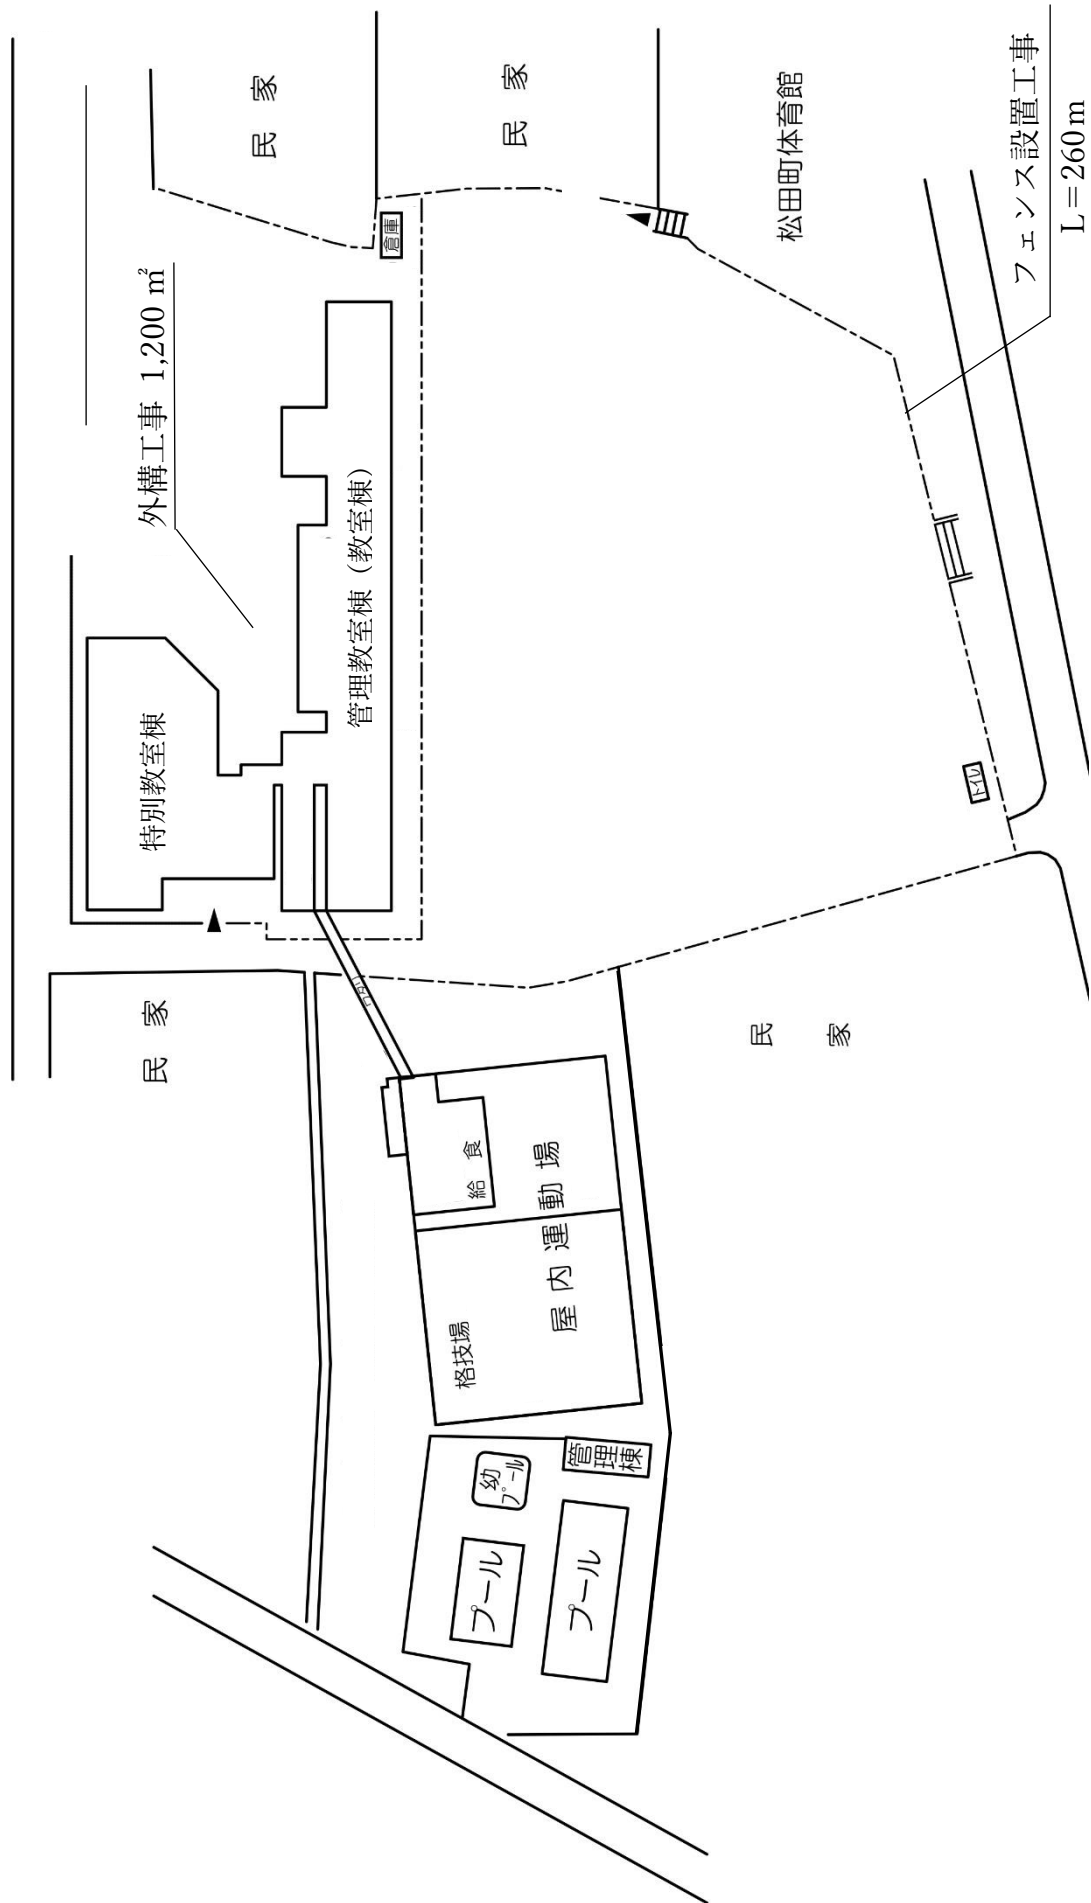 民家
特別教室棟
外構工事 1,200 ㎡
民家
管理教室棟（教室棟）
倉庫
民家
給食
格技場
屋内運動場
幼
プール
プール
プール
管理棟
松田町体育館
民家
トイレ
フェンス設置工事
L＝260m